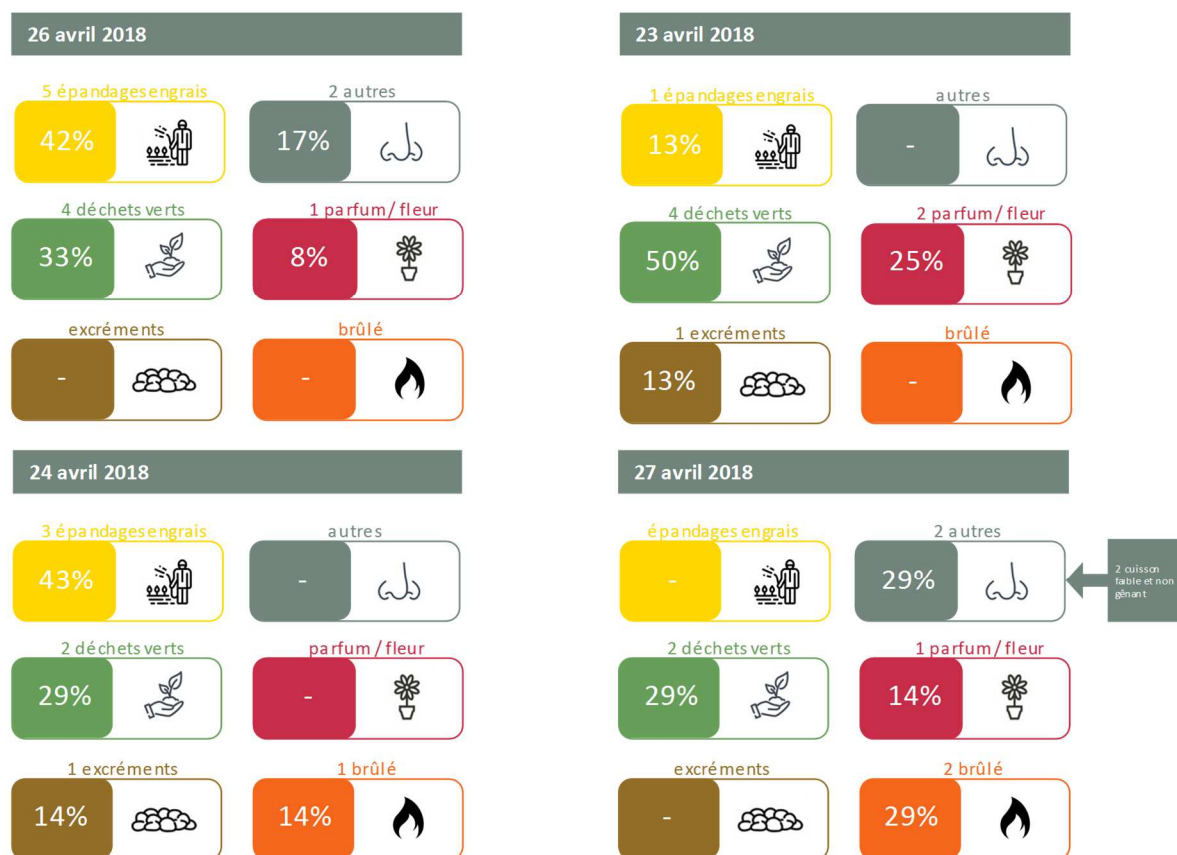 26 avril 2018
5 épandages engrais
2 autres
42%
17%
4 déchets verts
1 parfum / fleur
33%
8%
excréments
brûlé
-
-
23 avril 2018
1 épandages engrais
autres
13%
-
4 déchets verts
2 parfum / fleur
50%
25%
1 excréments
brûlé
13%
-
24 avril 2018
3 épandages engrais
autres
43%
-
2 déchets verts
parfum / fleur
29%
-
1 excréments
1 brûlé
14%
14%
27 avril 2018
épandages engrais
2 autres
-
29%
2 cuisson
faible et non
gênant
2 déchets verts
1 parfum / fleur
29%
14%
excréments
2 brûlé
-
29%